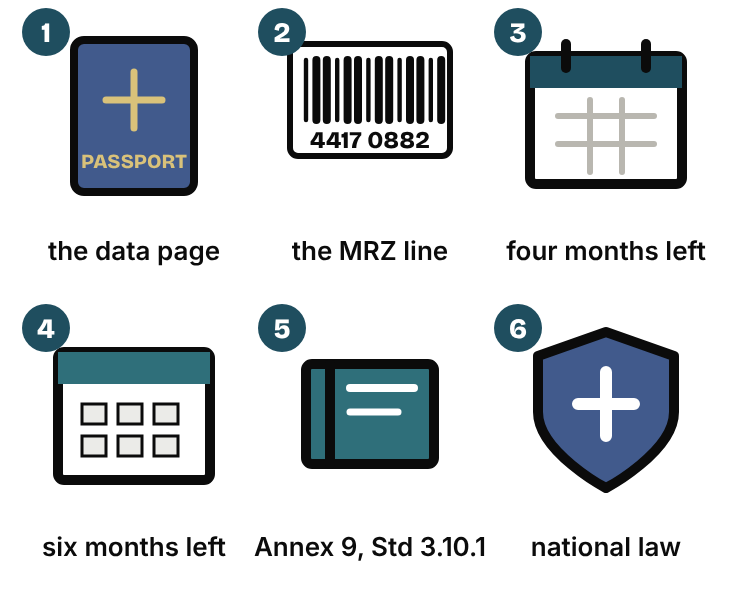 1
PASSPORT
the data page
2
4417 0882
the MRZ line
3
four months left
4
six months left
5
Annex 9, Std 3.10.1
6
national law